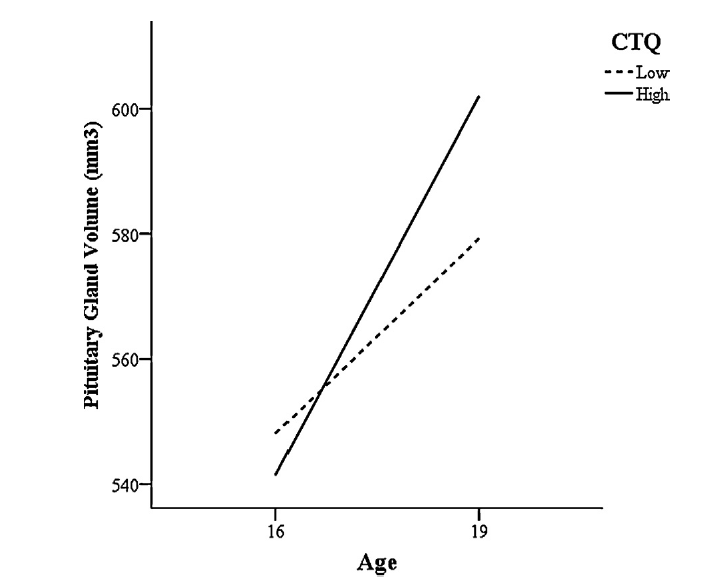 CTQ
Low
High
Pituitary Gland Volume (mm3)
600
580
560
540
16
19
Age